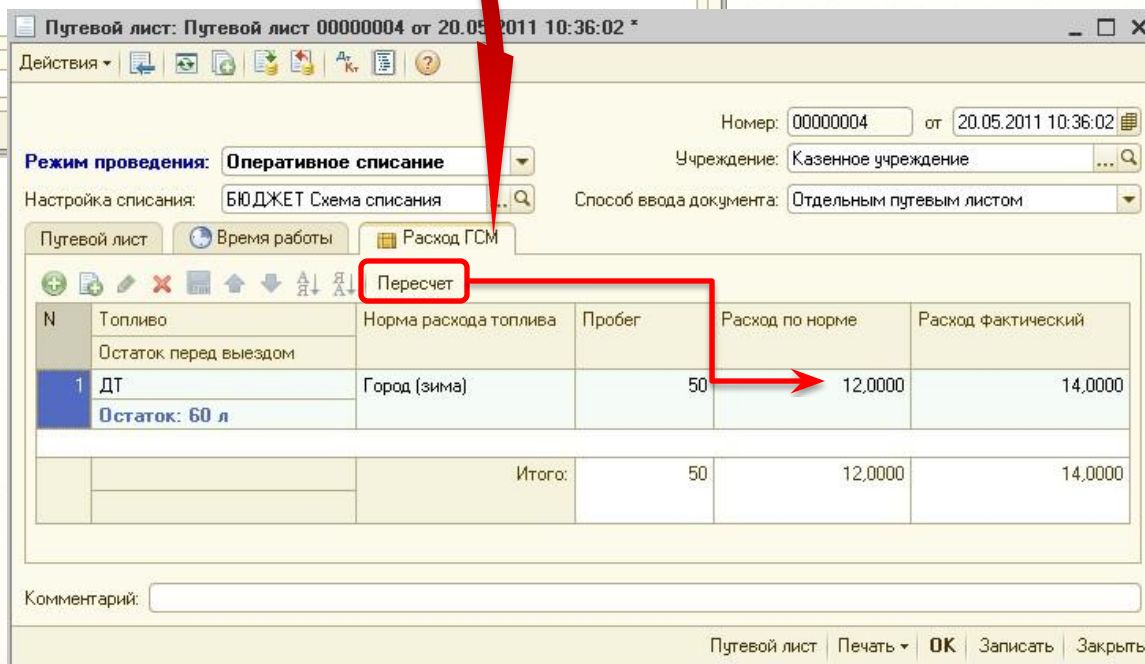 Путевой лист: Путевой лист 00000004 от 20.05.2011 10:36:02 *
Действия
Дт Кт
Номер: 00000004 от 20.05.2011 10:36:02
Режим проведения: Оперативное списание
Учреждение: Казенное учреждение ...
Настройка списания: БЮДЖЕТ Схема списания
Способ ввода документа: Отдельным путевым листом
Путевой лист Время работы Расход ГСМ
Пересчет
N Топливо Норма расхода топлива Пробег Расход по норме Расход фактический
Остаток перед выездом
1 ДТ Город (зима) 50 12,0000 14,0000
Остаток: 60 л
Итого: 50 12,0000 14,0000
Комментарий:
Путевой лист Печать OK Записать Закрыть